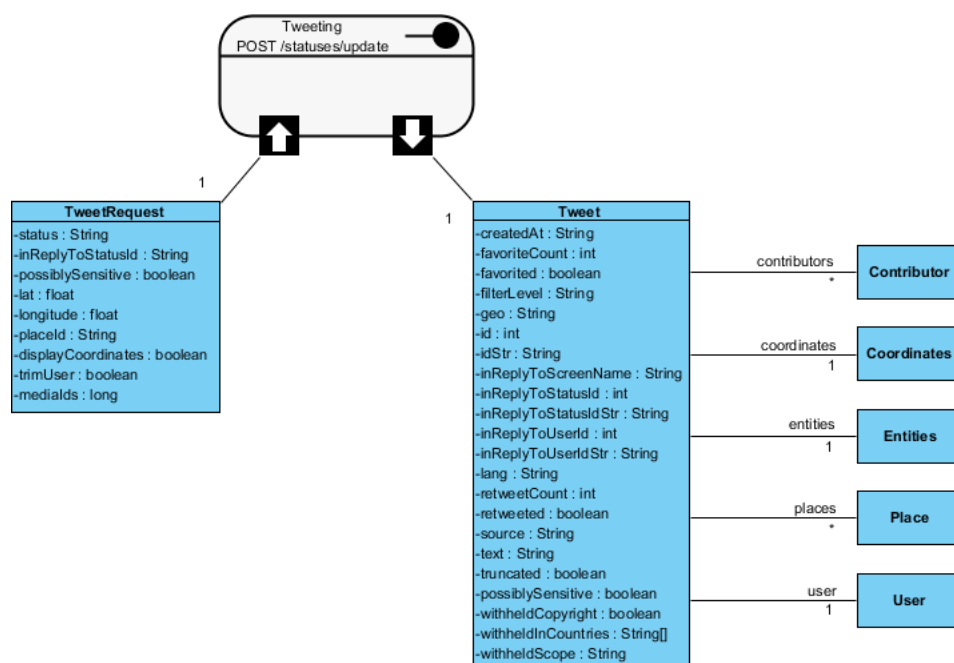 Tweeting
POST /statuses/update
1
TweetRequest
-status : String
-inReplyToStatusId : String
-possiblySensitive : boolean
-lat : float
-longitude : float
-placeId : String
-displayCoordinates : boolean
-trimUser : boolean
-mediaIds : long
1
Tweet
-createdAt : String
-favoriteCount : int
-favorited : boolean
-filterLevel : String
-geo : String
-id : int
-idStr : String
-inReplyToScreenName : String
-inReplyToStatusId : int
-inReplyToStatusIdStr : String
-inReplyToUserId : int
-inReplyToUserIdStr : String
-lang : String
-retweetCount : int
-retweeted : boolean
-source : String
-text : String
-truncated : boolean
-possiblySensitive : boolean
-withheldCopyright : boolean
-withheldInCountries : String[]
-withheldScope : String
contributors
*
Contributor
coordinates
1
Coordinates
entities
1
Entities
places
*
Place
user
1
User